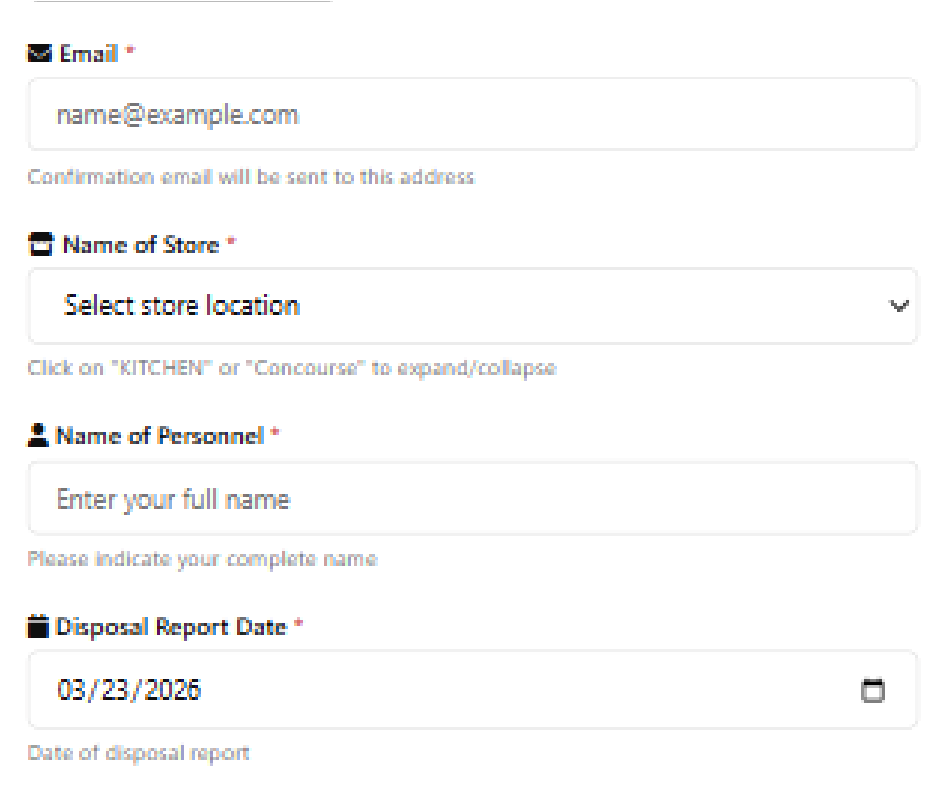 Email *
name@example.com
Confirmation email will be sent to this address
Name of Store *
Select store location
Click on "KITCHEN" or "Concourse" to expand/collapse
Name of Personnel *
Enter your full name
Please indicate your complete name
Disposal Report Date *
03/23/2026
Date of disposal report